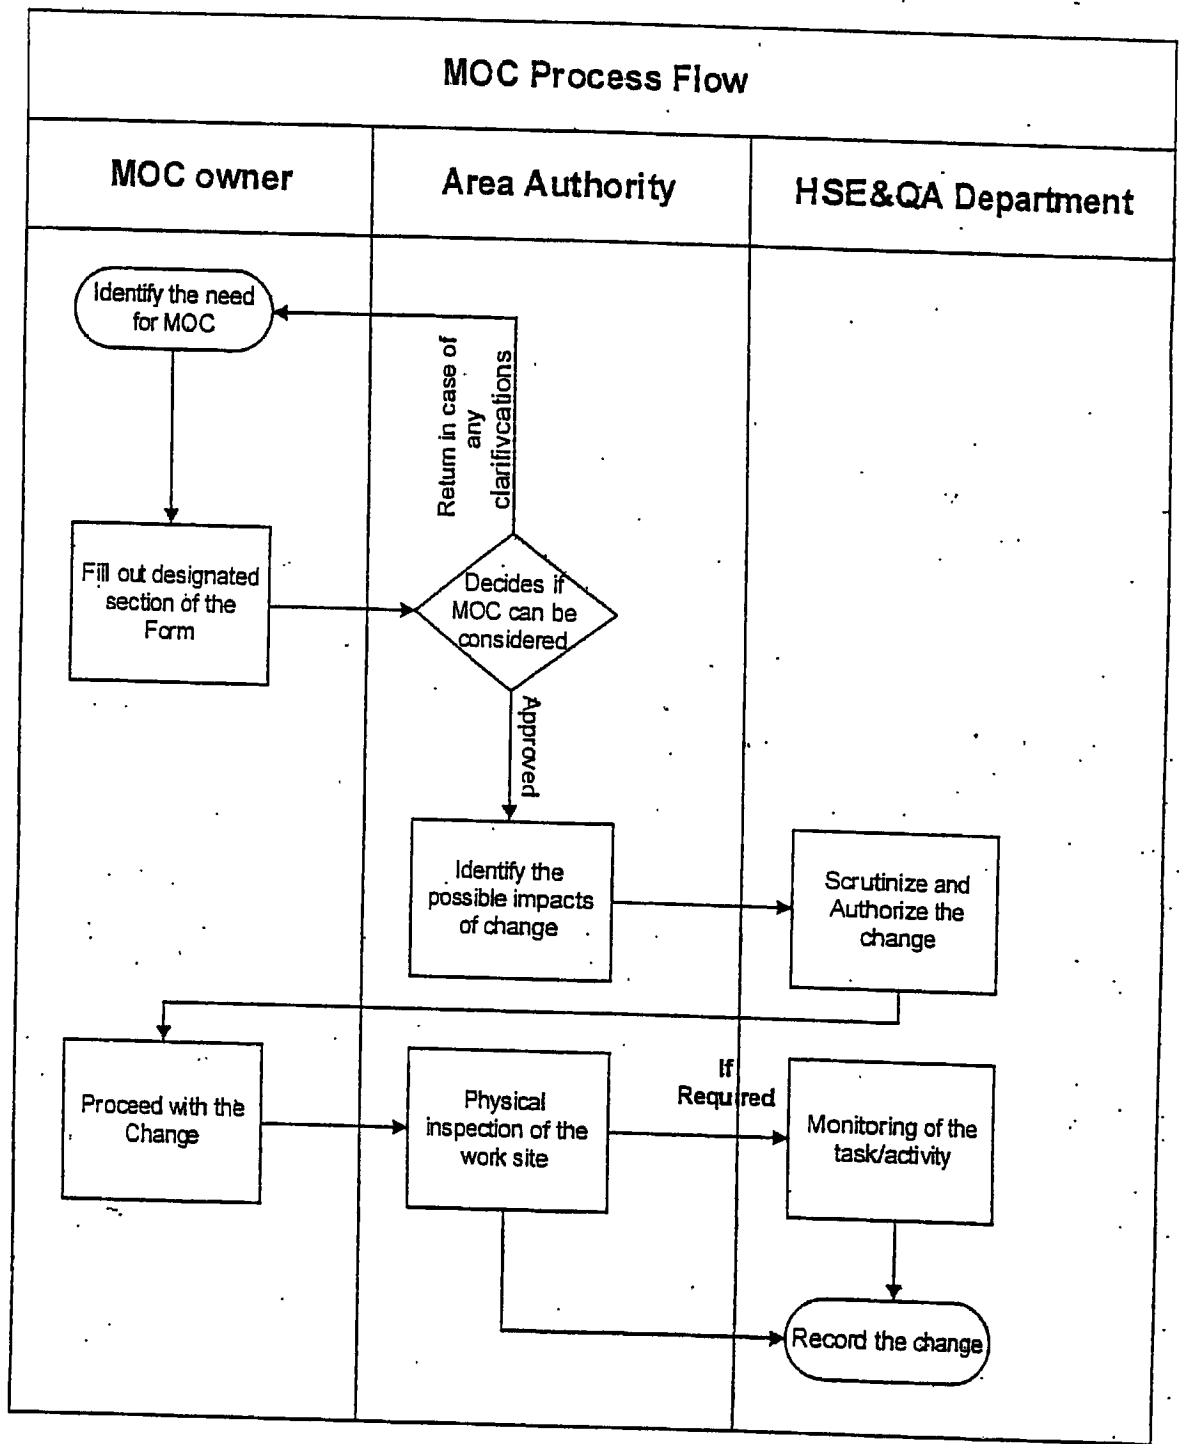 MOC Process Flow
MOC owner
Area Authority
HSE&QA Department
Identify the need
for MOC
Return in case of
any
clarifivcations
Fill out designated
section of the
Form
Decides if
MOC can be
considered
Approved
Identify the
possible impacts
of change
Scrutinize and
Authorize the
change
Proceed with the
Change
Physical
inspection of the
work site
If
Required
Monitoring of the
task/activity
Record the change